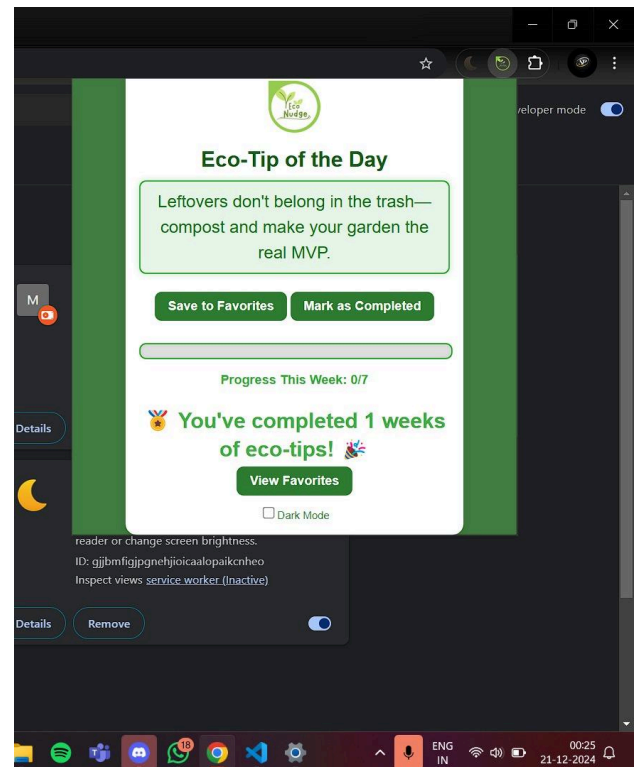 eveloper mode
Eco
Nudge
Eco-Tip of the Day
Leftovers don't belong in the trash—
compost and make your garden the
real MVP.
Save to Favorites Mark as Completed
Progress This Week: 0/7
You've completed 1 weeks
of eco-tips!
View Favorites
Dark Mode
M
Details
reader or change screen brightness.
ID: gjjbmfigjpgnehjioicaalopaikcnheo
Inspect views service worker (Inactive)
Details Remove
18
ENG
IN
00:25
21-12-2024